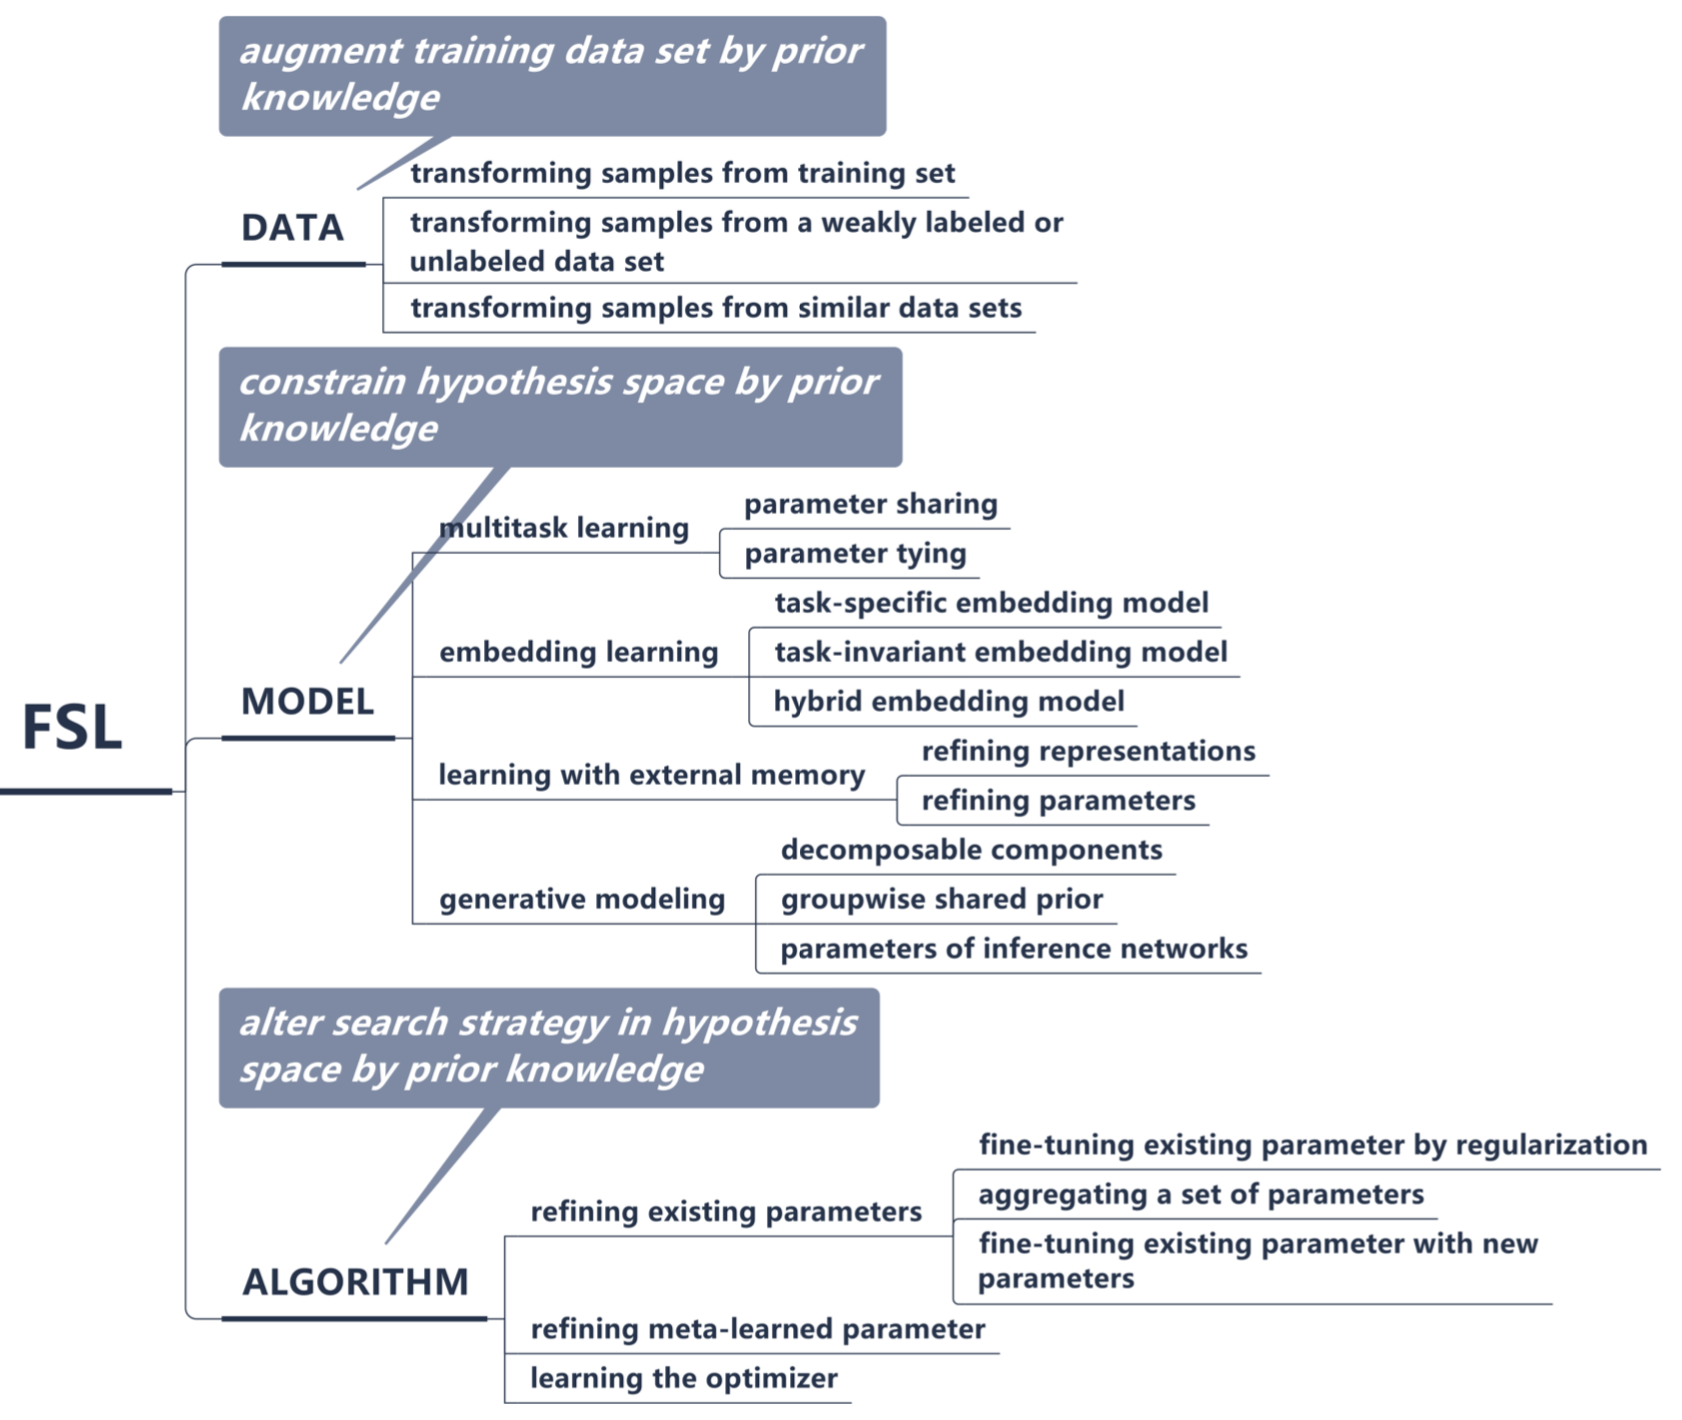 augment training data set by prior
knowledge
transforming samples from training set
DATA
transforming samples from a weakly labeled or
unlabeled data set
transforming samples from similar data sets
constrain hypothesis space by prior
knowledge
parameter sharing
multitask learning
parameter tying
task-specific embedding model
embedding learning
task-invariant embedding model
MODEL
hybrid embedding model
FSL
refining representations
learning with external memory
refining parameters
decomposable components
generative modeling
groupwise shared prior
parameters of inference networks
alter search strategy in hypothesis
space by prior knowledge
fine-tuning existing parameter by regularization
refining existing parameters
aggregating a set of parameters
fine-tuning existing parameter with new
parameters
ALGORITHM
refining meta-learned parameter
learning the optimizer